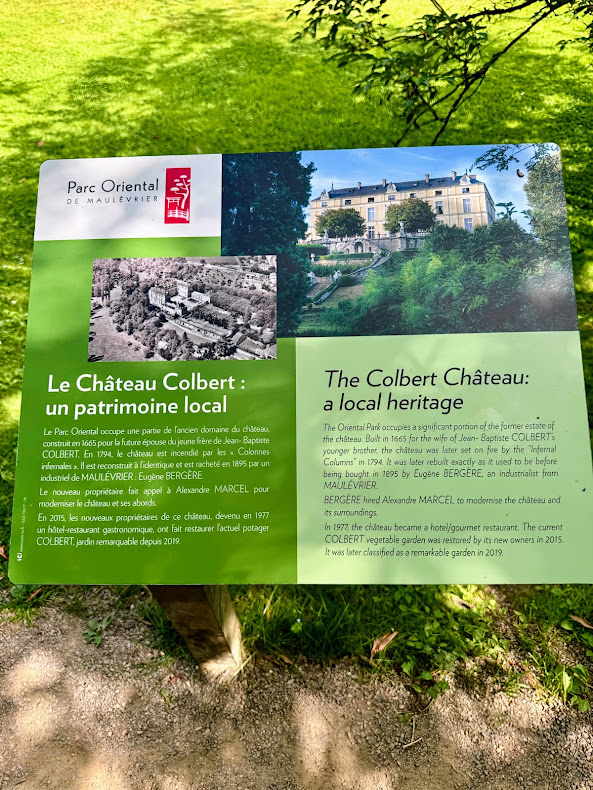 Parc Oriental
DE MAULÉVRIER
Le Château Colbert :
un patrimoine local
Le Parc Oriental occupe une partie de l'ancien domaine du château,
construit en 1665 pour la future épouse du jeune frère de Jean- Baptiste
COLBERT. En 1794, le château est incendié par les « Colonnes
infernales ». Il est reconstruit à l'identique et est racheté en 1895 par un
industriel de MAULÉVRIER : Eugène BERGÈRE.
Le nouveau propriétaire fait appel à Alexandre MARCEL pour
moderniser le château et ses abords.
En 2015, les nouveaux propriétaires de ce château, devenu en 1977
un hôtel-restaurant gastronomique, ont fait restaurer l'actuel potager
COLBERT, jardin remarquable depuis 2019.
The Colbert Château:
a local heritage
The Oriental Park occupies a significant portion of the former estate of
the château. Built in 1665 for the wife of Jean- Baptiste COLBERT's
younger brother, the château was later set on fire by the "Infernal
Columns" in 1794. It was later rebuilt exactly as it used to be before
being bought in 1895 by Eugène BERGÈRE, an industrialist from
MAULÉVRIER.
BERGÈRE hired Alexandre MARCEL to modernise the château and
its surroundings.
In 1977, the château became a hotel/gourmet restaurant. The current
COLBERT vegetable garden was restored by its new owners in 2015.
It was later classified as a remarkable garden in 2019.